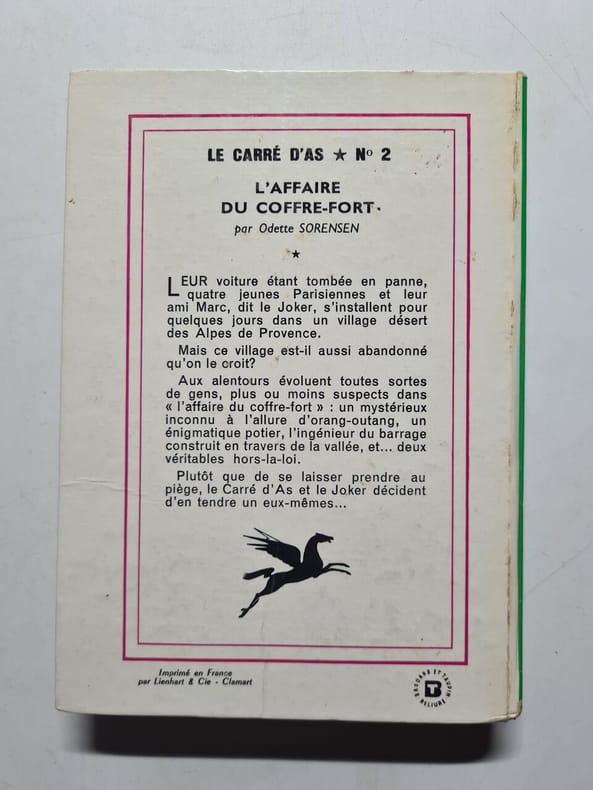 LE CARRÉ D'AS ★ Nº 2
L'AFFAIRE
DU COFFRE-FORT
par Odette SORENSEN
★
LEUR voiture étant tombée en panne,
quatre jeunes Parisiennes et leur
ami Marc, dit le Joker, s'installent pour
quelques jours dans un village désert
des Alpes de Provence.
Mais ce village est-il aussi abandonné
qu'on le croit?
Aux alentours évoluent toutes sortes
de gens, plus ou moins suspects dans
« l'affaire du coffre-fort » : un mystérieux
inconnu à l'allure d'orang-outang, un
énigmatique potier, l'ingénieur du barrage
construit en travers de la vallée, et... deux
véritables hors-la-loi.
Plutôt que de se laisser prendre au
piège, le Carré d'As et le Joker décident
d'en tendre un eux-mêmes...
Imprimé en France
par Lienhart & Cie - Clamart
BRODARD ET TAUPIN
BT
RELIURE